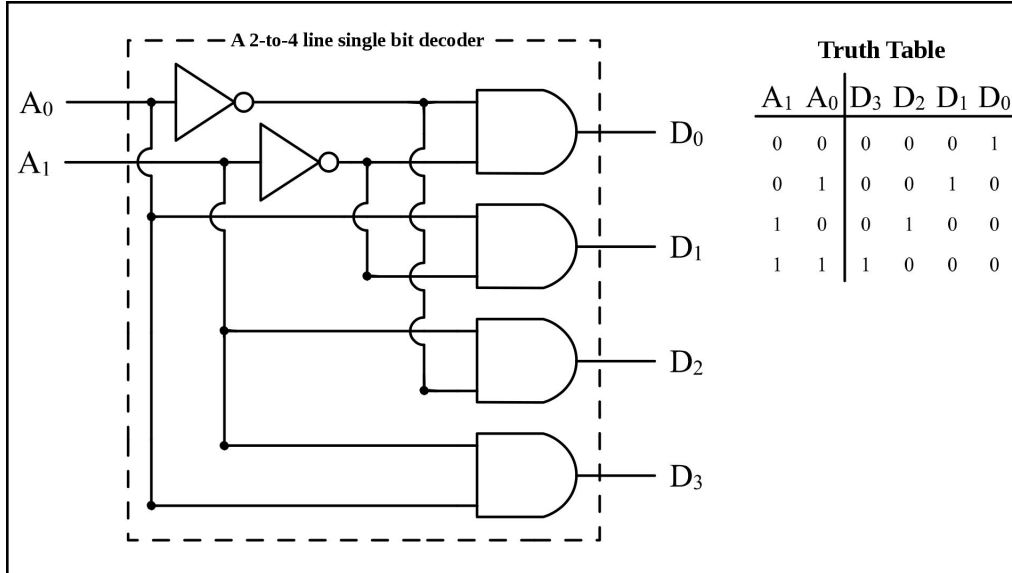 A 2-to-4 line single bit decoder
A₀
A₁
D₀
D₁
D₂
D₃
Truth Table
A₁ A₀ D₃ D₂ D₁ D₀
0 0 0 0 0 1
0 1 0 0 1 0
1 0 0 1 0 0
1 1 1 0 0 0